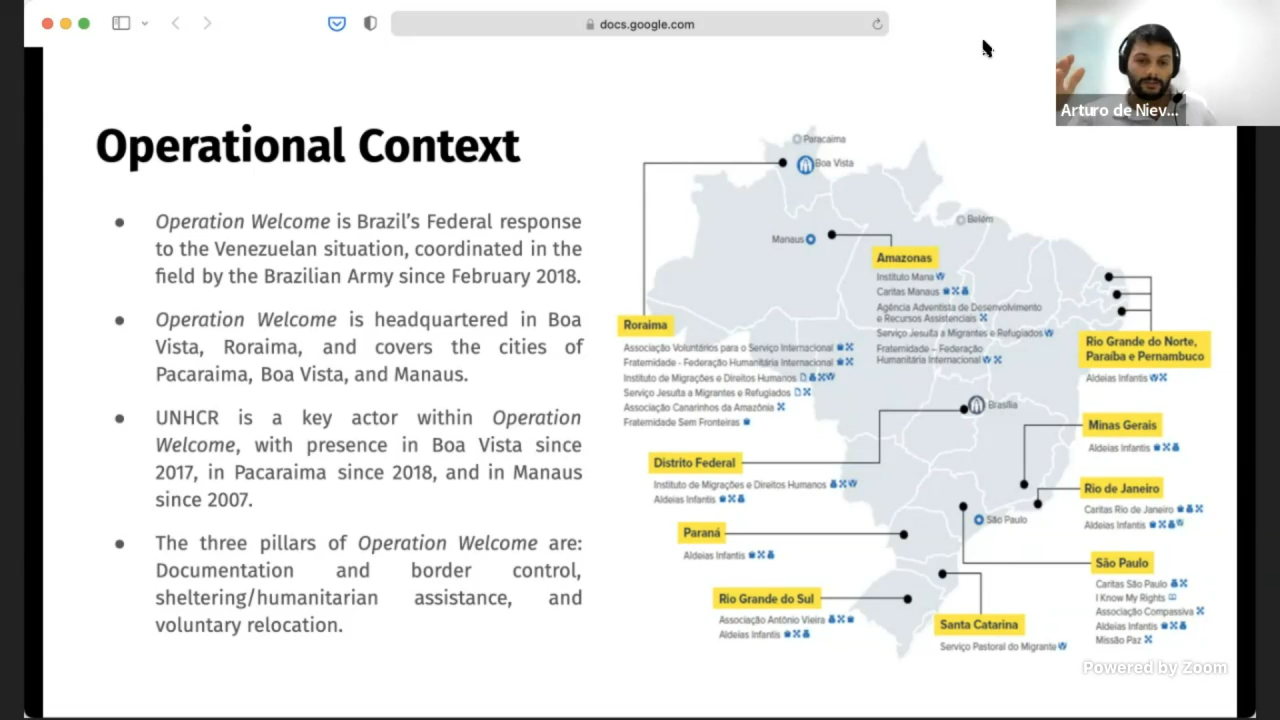 docs.google.com
Arturo de Niev...
Operational Context
Operation Welcome is Brazil's Federal response
to the Venezuelan situation, coordinated in the
field by the Brazilian Army since February 2018.
Operation Welcome is headquartered in Boa
Vista, Roraima, and covers the cities of
Pacaraima, Boa Vista, and Manaus.
UNHCR is a key actor within Operation
Welcome, with presence in Boa Vista since
2017, in Pacaraima since 2018, and in Manaus
since 2007.
The three pillars of Operation Welcome are:
Documentation and border control,
sheltering/humanitarian assistance, and
voluntary relocation.
Pacaraima
Boa Vista
Belém
Manaus
Amazonas
Instituto Mana
Caritas Manaus
Agência Adventista de Desenvolvimento
e Recursos Assistenciais
Serviço Jesuíta a Migrantes e Refugiados
Fraternidade – Federação
Humanitária Internacional
Roraima
Associação Voluntários para o Serviço Internacional
Fraternidade - Federação Humanitária Internacional
Instituto de Migrações e Direitos Humanos
Serviço Jesuíta a Migrantes e Refugiados
Associação Canarinhos da Amazônia
Fraternidade Sem Fronteiras
Rio Grande do Norte,
Paraíba e Pernambuco
Aldeias Infantis
Brasília
Minas Gerais
Aldeias Infantis
Distrito Federal
Instituto de Migrações e Direitos Humanos
Aldeias Infantis
Rio de Janeiro
Caritas Rio de Janeiro
Aldeias Infantis
São Paulo
Paraná
Aldeias Infantis
São Paulo
Caritas São Paulo
I Know My Rights
Associação Compassiva
Aldeias Infantis
Missão Paz
Rio Grande do Sul
Associação Antônio Vieira
Aldeias Infantis
Santa Catarina
Serviço Pastoral do Migrante
Powered by Zoom